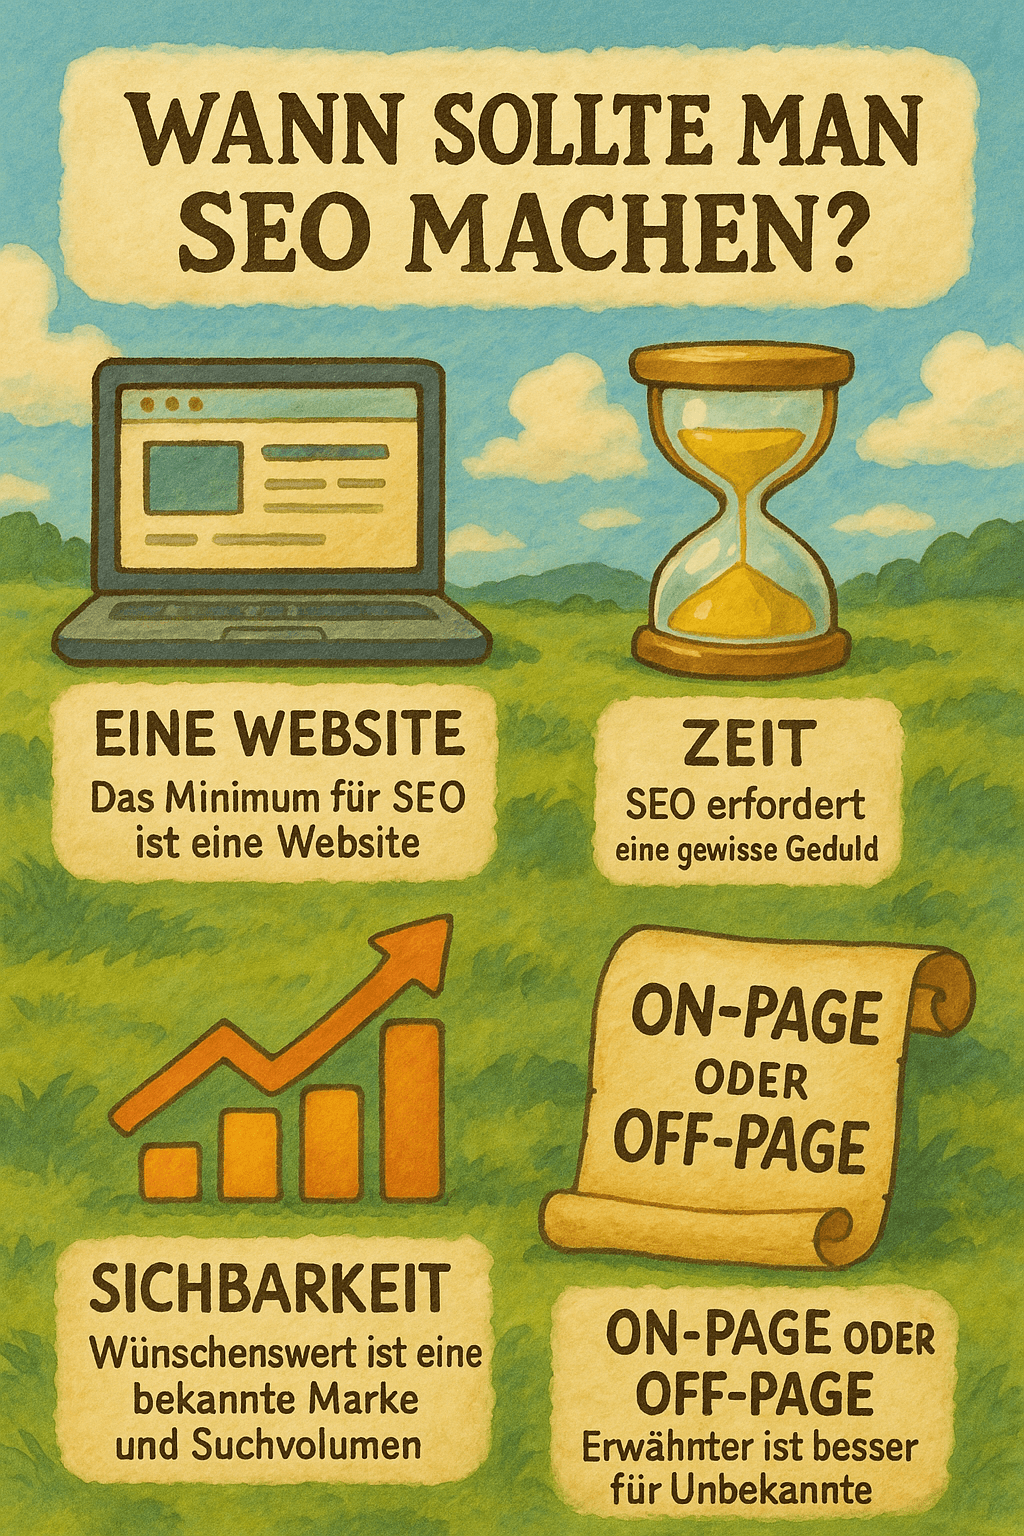 WANN SOLLTE MAN
SEO MACHEN?
EINE WEBSITE
Das Minimum für SEO
ist eine Website
ZEIT
SEO erfordert
eine gewisse Geduld
ON-PAGE
ODER
OFF-PAGE
SICHBARKEIT
Wünschenswert ist eine
bekannte Marke
und Suchvolumen
ON-PAGE ODER
OFF-PAGE
Erwähnter ist besser
für Unbekannte